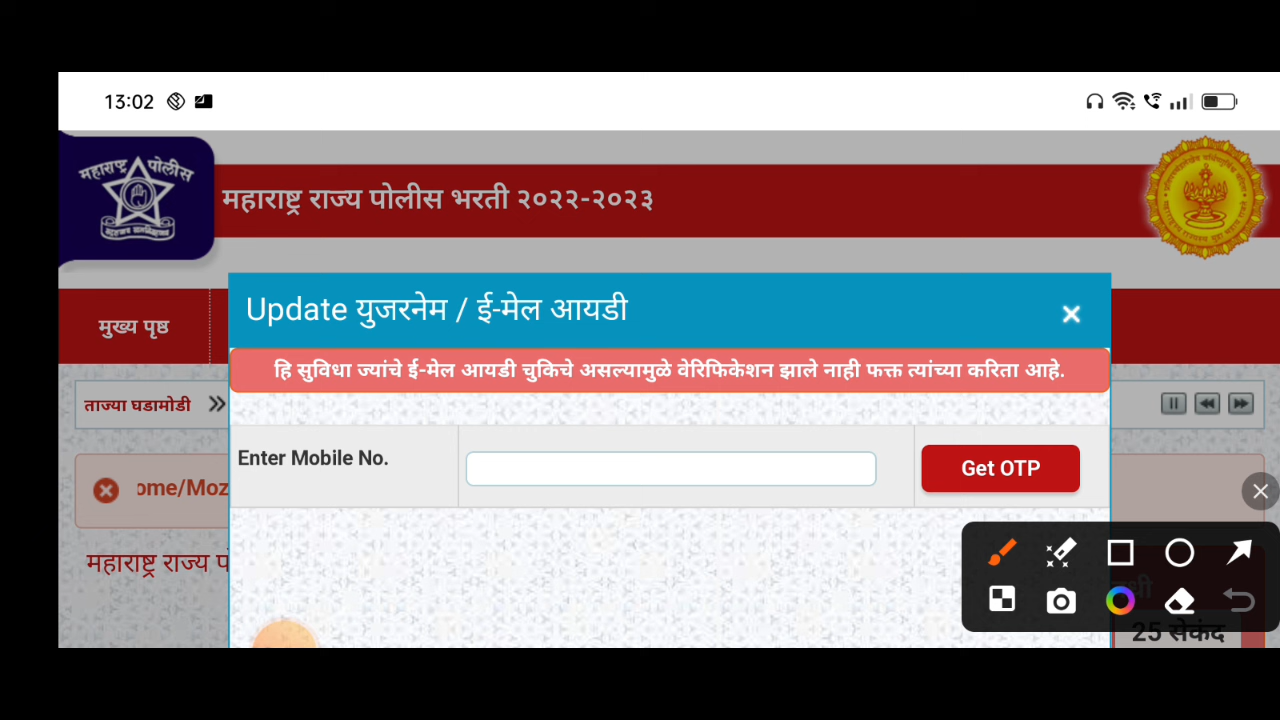 13:02
महाराष्ट्र पोलीस
महाराष्ट्र राज्य पोलीस भरती २०२२-२०२३
मुख्य पृष्ठ
Update युजरनेम / ई-मेल आयडी
हि सुविधा ज्यांचे ई-मेल आयडी चुकिचे असल्यामुळे वेरिफिकेशन झाले नाही फक्त त्यांच्या करिता आहे.
ताज्या घडामोडी
Enter Mobile No.
Get OTP
ome/Moz
महाराष्ट्र राज्य प
25 सेकंद